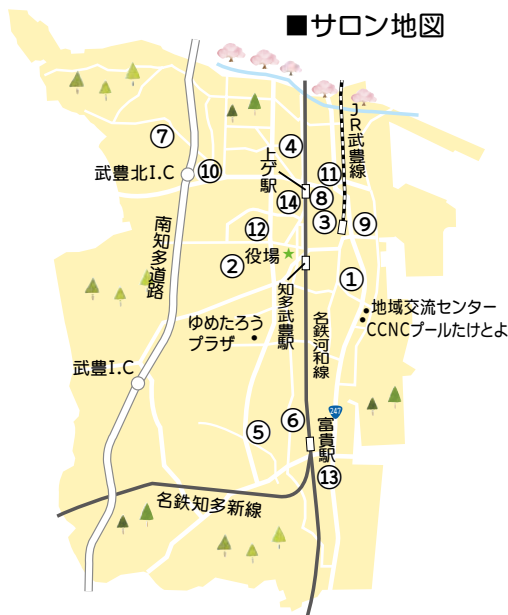 ■サロン地図
JR武豊線
⑦
④
上ゲ駅
⑪
武豊北I.C
⑩
⑧
⑭
③
⑨
南知多道路
⑫
役場
②
知多武豊駅
①
地域交流センター
CCNCプールたけとよ
ゆめたろう
プラザ
名鉄河和線
武豊I.C
247
⑥
⑤
富貴駅
⑬
名鉄知多新線